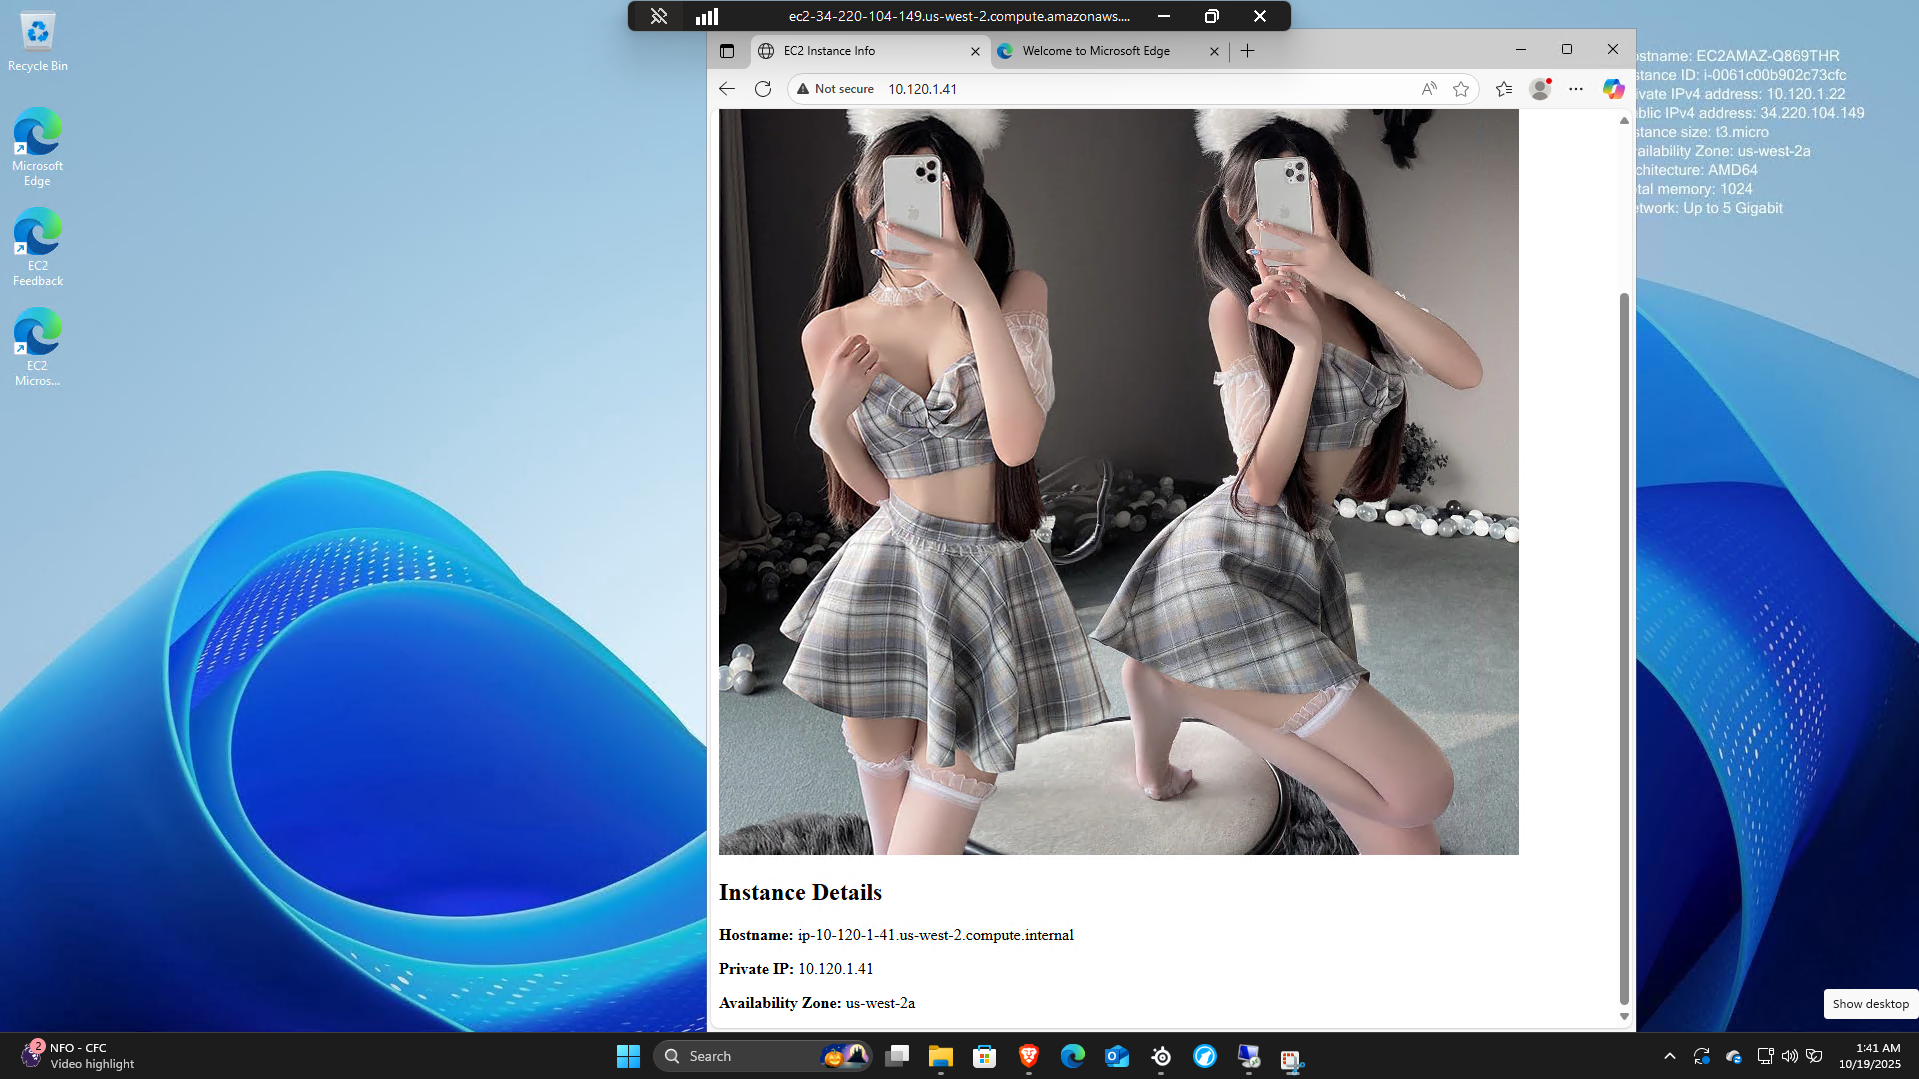 ec2-34-220-104-149.us-west-2.compute.amazonaws....
Recycle Bin
Microsoft
Edge
EC2
Feedback
EC2
Micros...
EC2 Instance Info
Welcome to Microsoft Edge
Not secure
10.120.1.41
stname: EC2AMAZ-Q869THR
stance ID: i-0061c00b902c73cfc
ivate IPv4 address: 10.120.1.22
blic IPv4 address: 34.220.104.149
stance size: t3.micro
ailability Zone: us-west-2a
chitecture: AMD64
tal memory: 1024
twork: Up to 5 Gigabit
Instance Details
Hostname: ip-10-120-1-41.us-west-2.compute.internal
Private IP: 10.120.1.41
Availability Zone: us-west-2a
Show desktop
2
NFO - CFC
Video highlight
Search
1:41 AM
10/19/2025